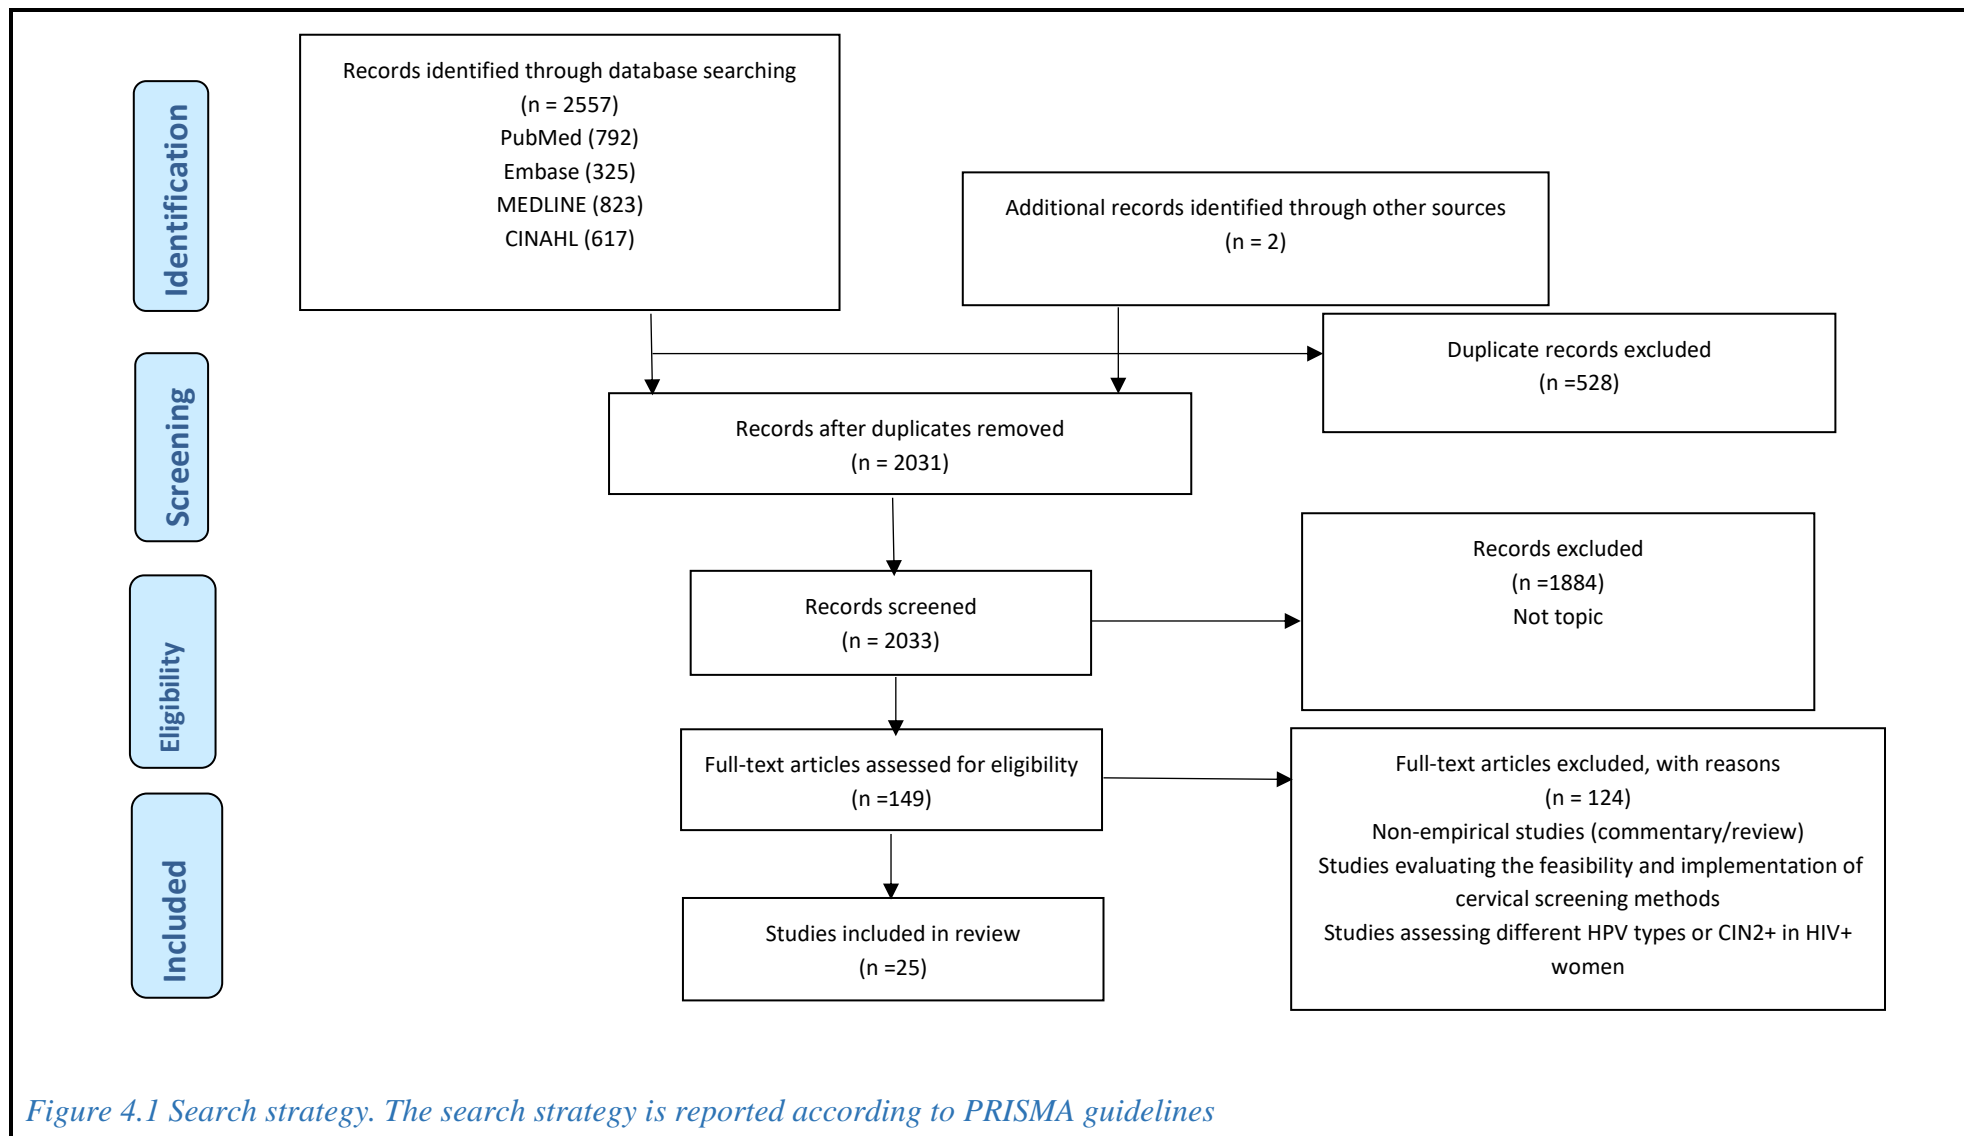 Identification
Records identified through database searching
(n = 2557)
PubMed (792)
Embase (325)
MEDLINE (823)
CINAHL (617)
Additional records identified through other sources
(n = 2)
Screening
Duplicate records excluded
(n =528)
Records after duplicates removed
(n = 2031)
Eligibility
Records screened
(n = 2033)
Records excluded
(n =1884)
Not topic
Full-text articles assessed for eligibility
(n =149)
Full-text articles excluded, with reasons
(n = 124)
Non-empirical studies (commentary/review)
Studies evaluating the feasibility and implementation of
cervical screening methods
Studies assessing different HPV types or CIN2+ in HIV+
women
Included
Studies included in review
(n =25)
Figure 4.1 Search strategy. The search strategy is reported according to PRISMA guidelines